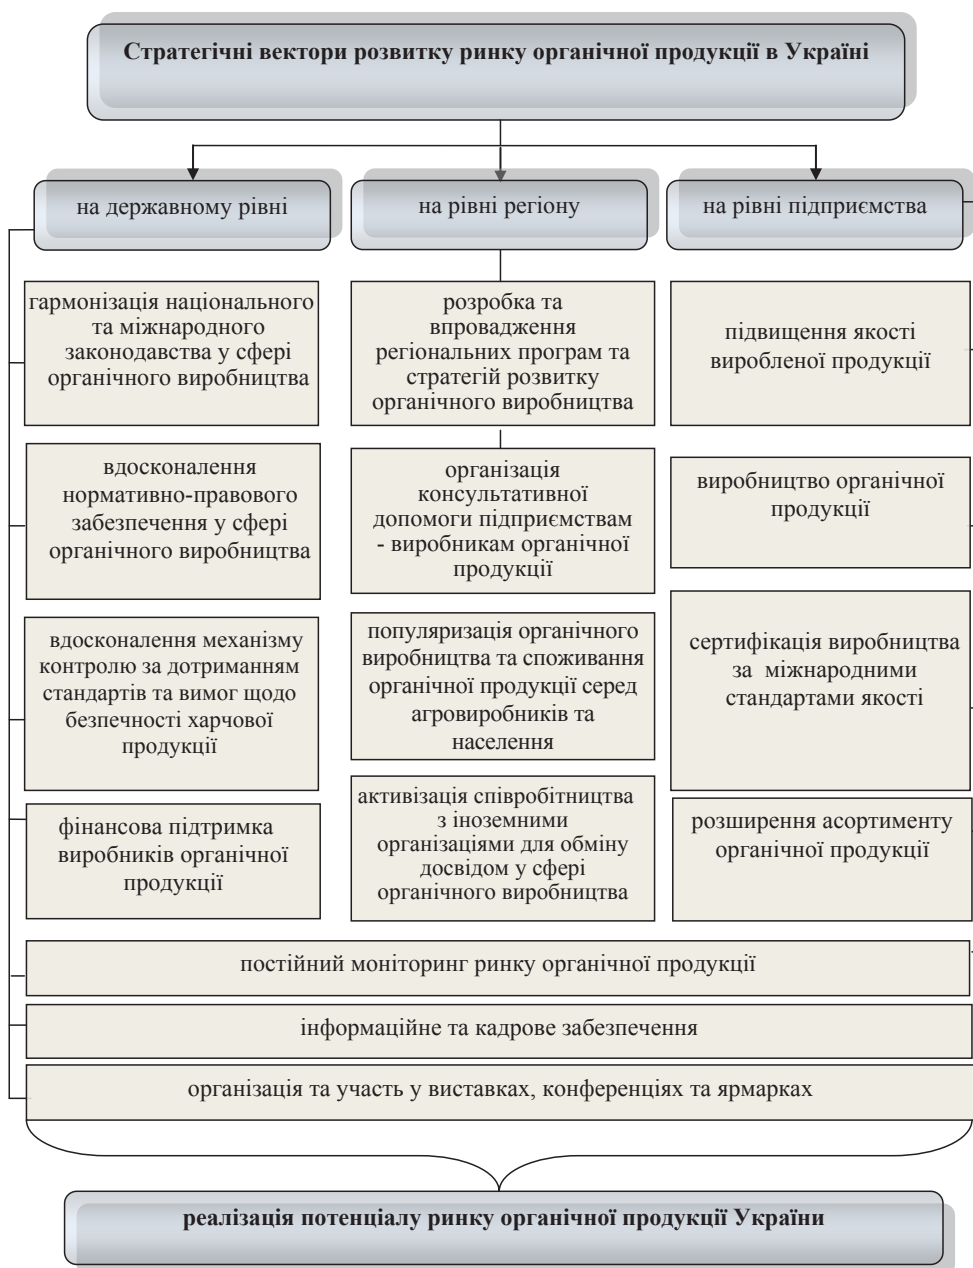 Стратегічні вектори розвитку ринку органічної продукції в Україні
на державному рівні
на рівні регіону
на рівні підприємства
гармонізація національного
та міжнародного
законодавства у сфері
органічного виробництва
вдосконалення
нормативно-правового
забезпечення у сфері
органічного виробництва
вдосконалення механізму
контролю за дотриманням
стандартів та вимог щодо
безпечності харчової
продукції
фінансова підтримка
виробників органічної
продукції
розробка та
впровадження
регіональних програм та
стратегій розвитку
органічного виробництва
організація
консультативної
допомоги підприємствам
- виробникам органічної
продукції
популяризація органічного
виробництва та споживання
органічної продукції серед
агровиробників та
населення
активізація співробітництва
з іноземними
організаціями для обміну
досвідом у сфері
органічного виробництва
підвищення якості
виробленої продукції
виробництво органічної
продукції
сертифікація виробництва
за міжнародними
стандартами якості
розширення асортименту
органічної продукції
постійний моніторинг ринку органічної продукції
інформаційне та кадрове забезпечення
організація та участь у виставках, конференціях та ярмарках
реалізація потенціалу ринку органічної продукції України